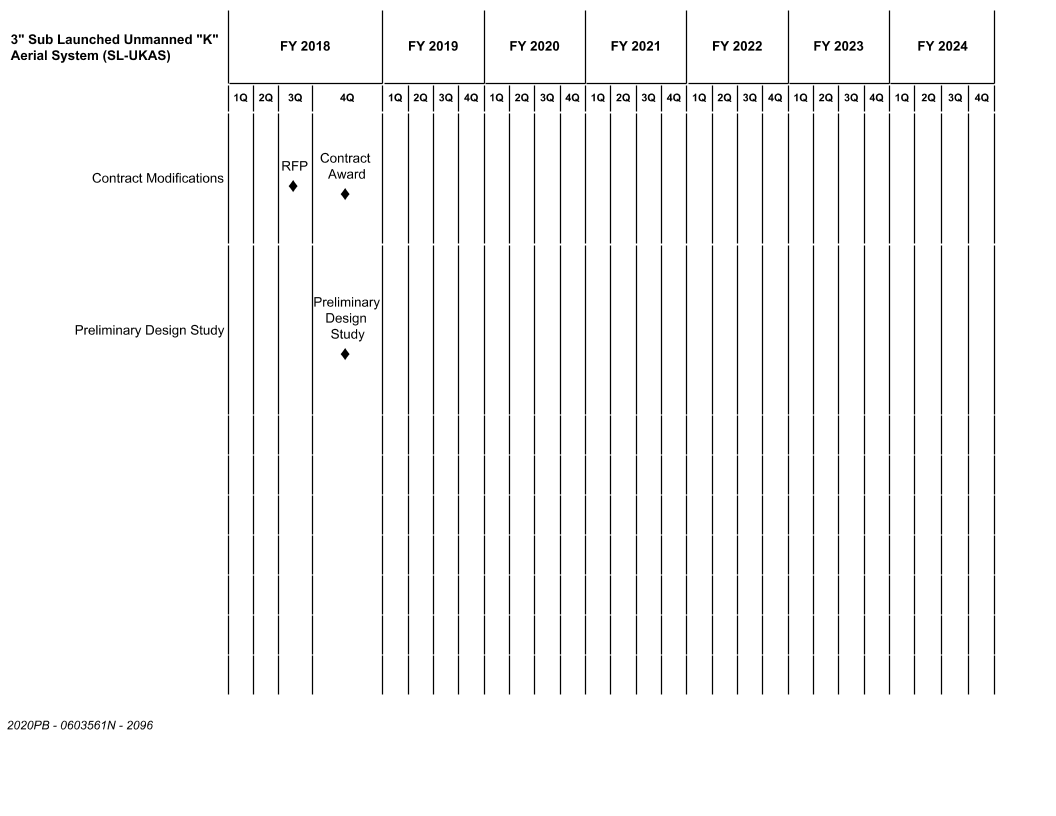 3" Sub Launched Unmanned "K"
Aerial System (SL-UKAS)
FY 2018
FY 2019
FY 2020
FY 2021
FY 2022
FY 2023
FY 2024
1Q 2Q 3Q 4Q 1Q 2Q 3Q 4Q 1Q 2Q 3Q 4Q 1Q 2Q 3Q 4Q 1Q 2Q 3Q 4Q 1Q 2Q 3Q 4Q 1Q 2Q 3Q 4Q
Contract Modifications
RFP
Contract
Award
Preliminary Design Study
Preliminary
Design
Study
2020PB - 0603561N - 2096